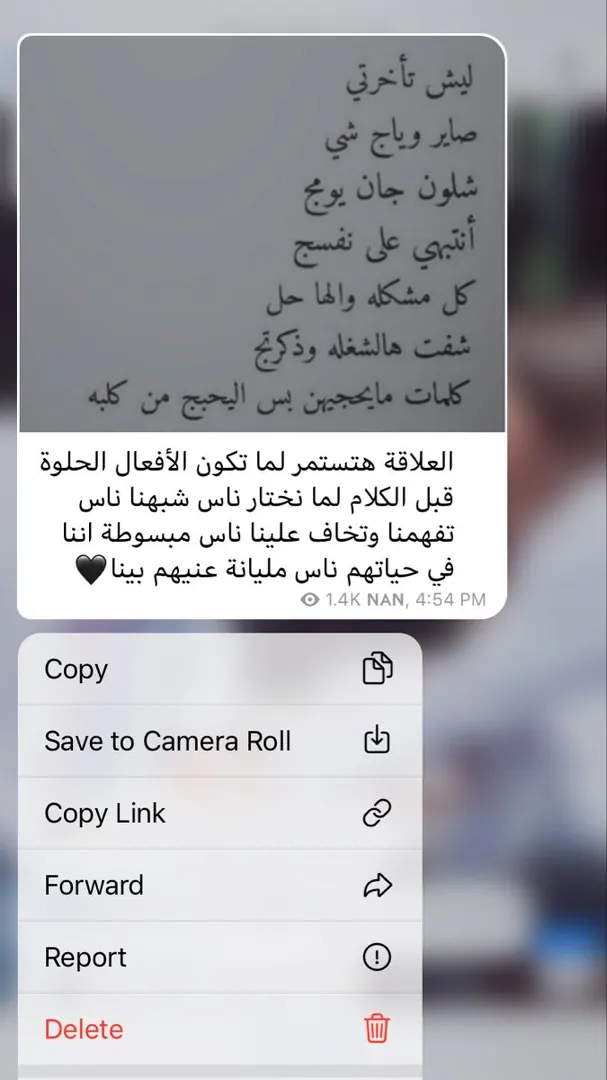 ليش تأخرتي
صاير وياج شي
شلون جان يومج
أنتبهي على نفسج
كل مشكله والها حل
شفت هالشغله وذكرتج
كلمات مايحجيهن بس اليحبج من كلبه
العلاقة هتستمر لما تكون الأفعال الحلوة
قبل الكلام لما نختار ناس شبهنا ناس
تفهمنا وتخاف علينا ناس مبسوطة اننا
في حياتهم ناس مليانة عنيهم بينا🖤
1.4K NAN, 4:54 PM
Copy
Save to Camera Roll
Copy Link
Forward
Report
Delete